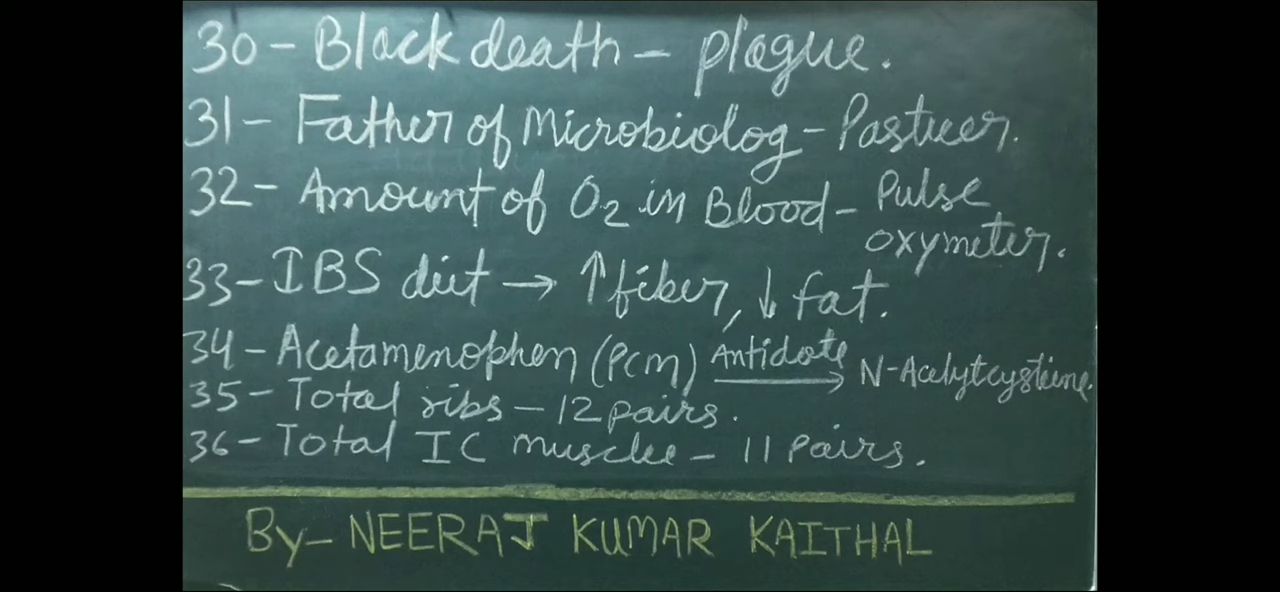 30 - Black death - plague.
31 - Father of Microbiolog - Pastuer.
32 - Amount of O2 in Blood - Pulse
oxymeter.
33 - IBS diet → ↑ fiber, ↓ fat.
34 - Acetamenophen (PCM) Antidote → N-Acelytcysteine.
35 - Total ribs - 12 pairs.
36 - Total IC muscle - 11 Pairs.
By - NEERAJ KUMAR KAITHAL